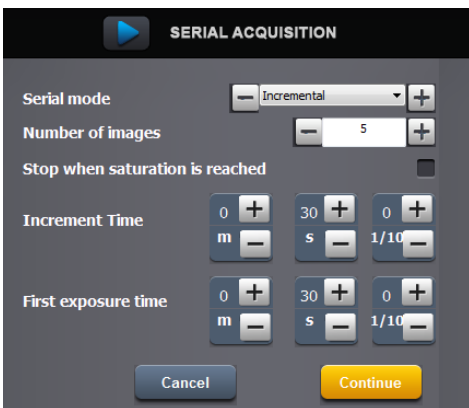 SERIAL ACQUISITION
Serial mode Incremental
Number of images 5
Stop when saturation is reached
Increment Time 0 m 30 s 0 1/10
First exposure time 0 m 30 s 0 1/10
Cancel Continue